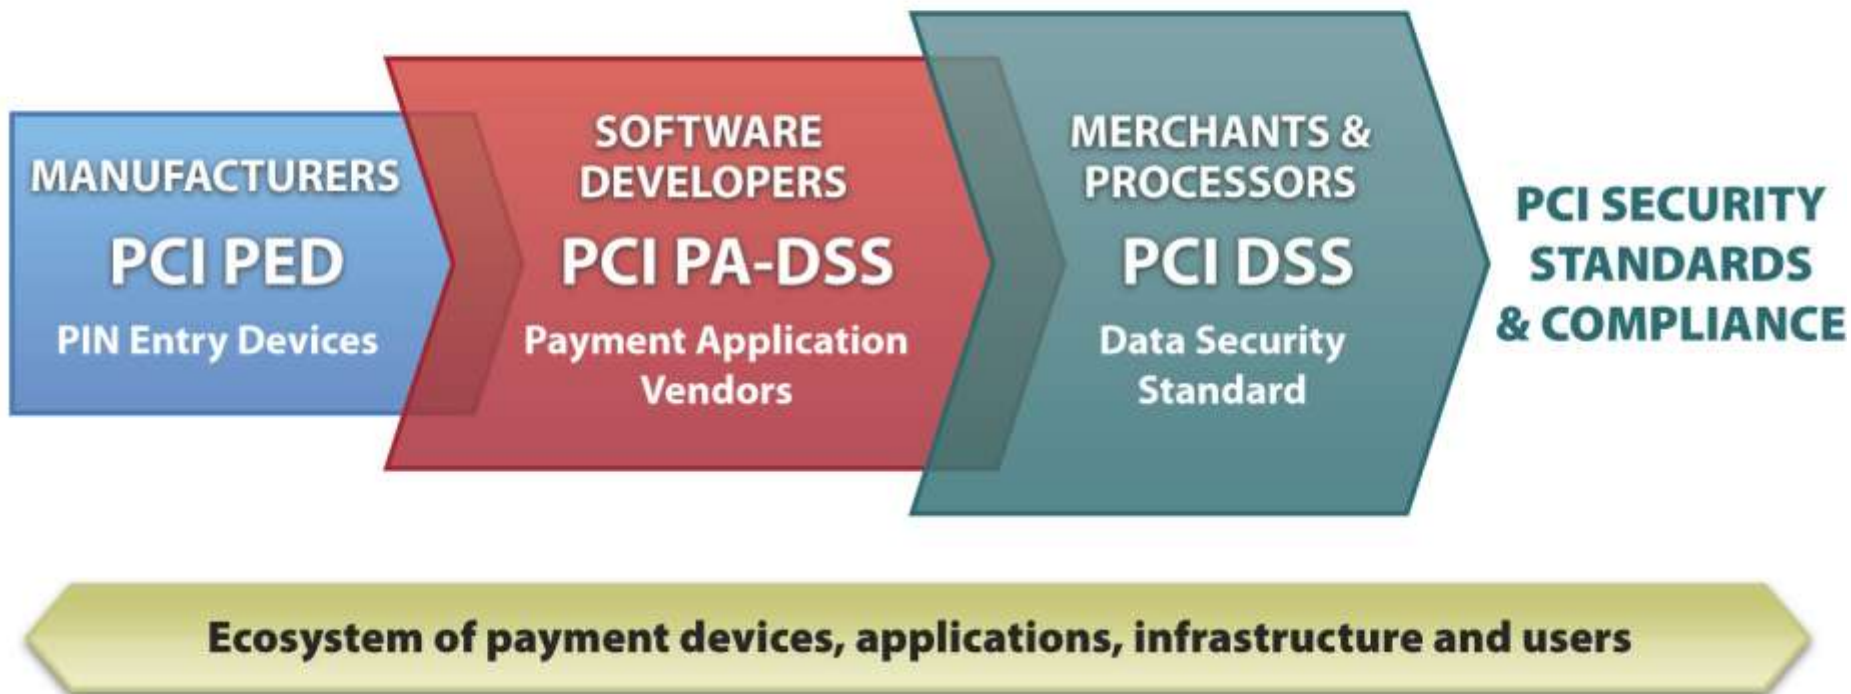 MANUFACTURERS
PCI PED
PIN Entry Devices
SOFTWARE
DEVELOPERS
PCI PA-DSS
Payment Application
Vendors
MERCHANTS &
PROCESSORS
PCI DSS
Data Security
Standard
PCI SECURITY
STANDARDS
& COMPLIANCE
Ecosystem of payment devices, applications, infrastructure and users